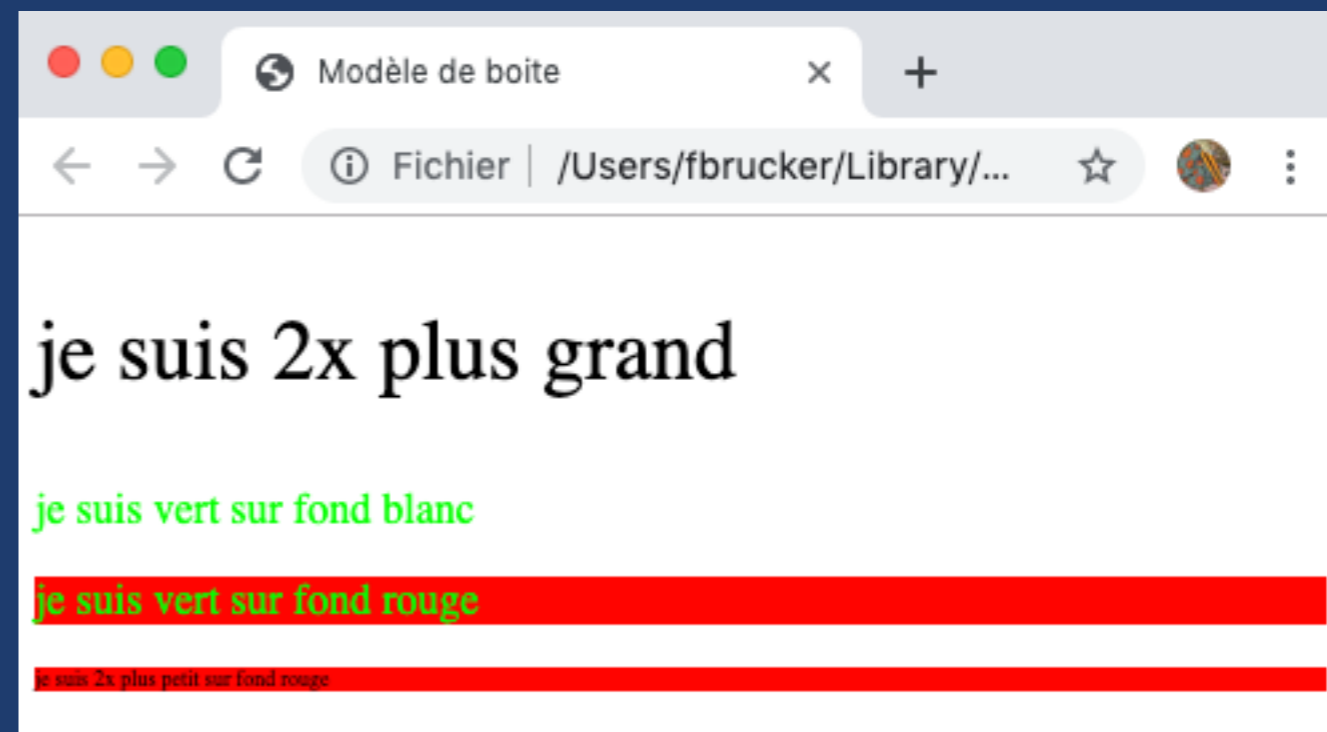 Modèle de boite
Fichier | /Users/fbrucker/Library/...
je suis 2x plus grand
je suis vert sur fond blanc
je suis vert sur fond rouge
je suis 2x plus petit sur fond rouge